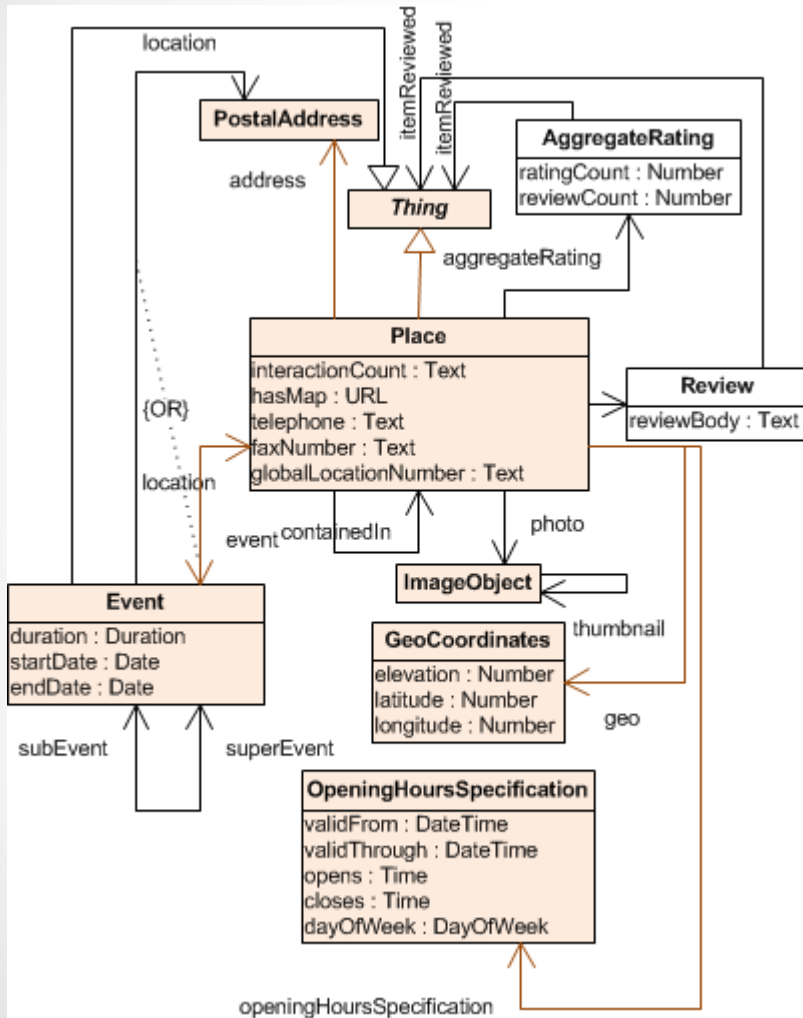 location
itemReviewed
itemReviewed
PostalAddress
AggregateRating
ratingCount : Number
reviewCount : Number
address
Thing
aggregateRating
Place
interactionCount : Text
hasMap : URL
telephone : Text
faxNumber : Text
globalLocationNumber : Text
Review
reviewBody : Text
{OR}
location
event
containedIn
photo
ImageObject
thumbnail
Event
duration : Duration
startDate : Date
endDate : Date
GeoCoordinates
elevation : Number
latitude : Number
longitude : Number
geo
subEvent
superEvent
OpeningHoursSpecification
validFrom : DateTime
validThrough : DateTime
opens : Time
closes : Time
dayOfWeek : DayOfWeek
openingHoursSpecification